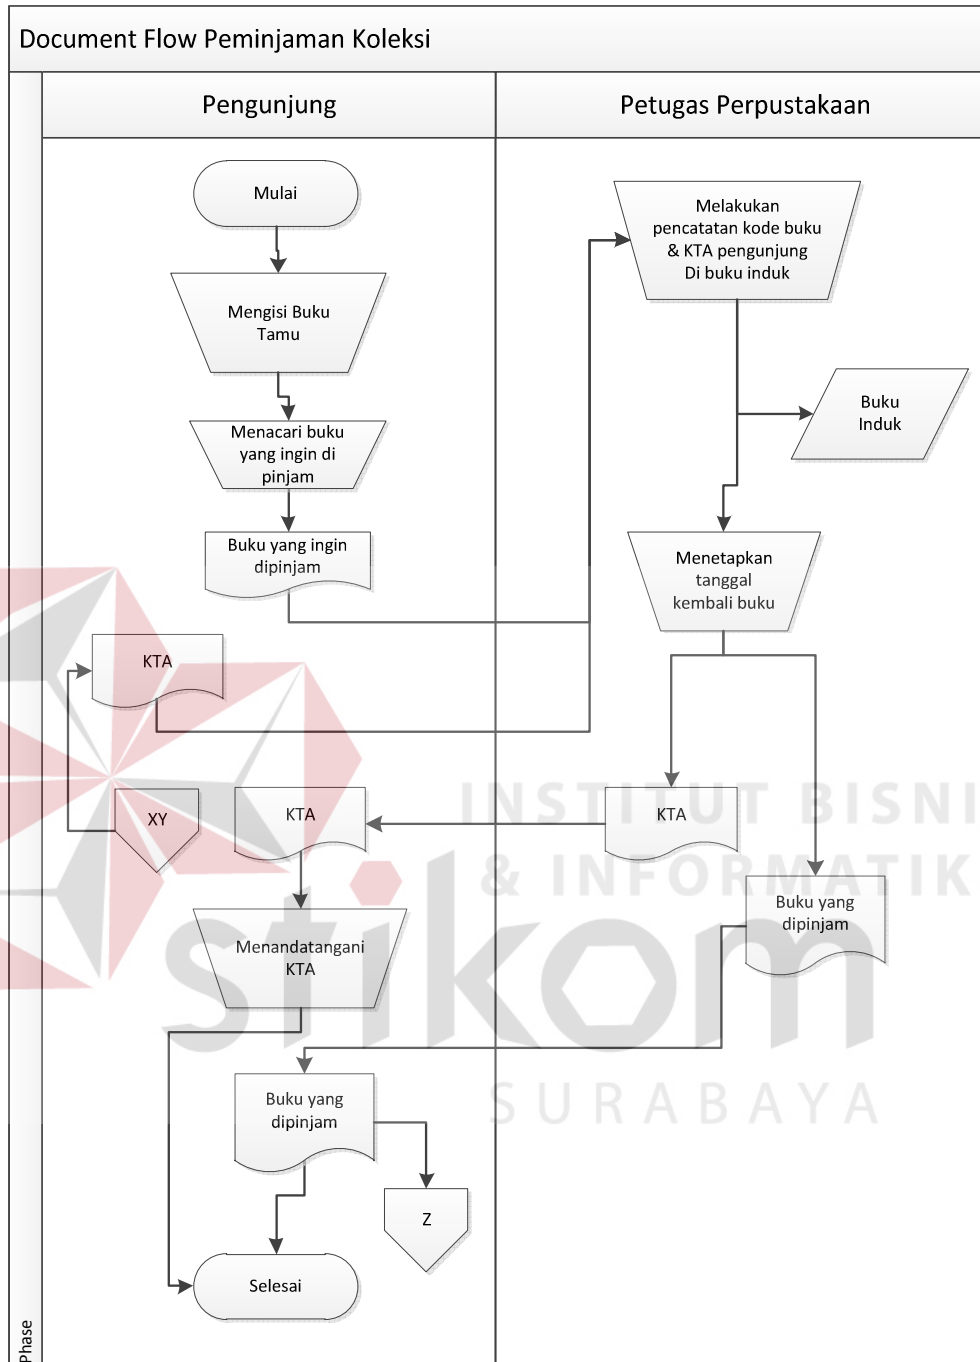 Document Flow Peminjaman Koleksi
Pengunjung
Petugas Perpustakaan
Mulai
Mengisi Buku
Tamu
Menacari buku
yang ingin di
pinjam
Buku yang ingin
dipinjam
KTA
XY
KTA
Menandatangani
KTA
Buku yang
dipinjam
Z
Selesai
Melakukan
pencatatan kode buku
& KTA pengunjung
Di buku induk
Buku
Induk
Menetapkan
tanggal
kembali buku
KTA
Buku yang
dipinjam
Phase
INSTITUT BISNI
& INFORMATIK
stikom
SURABAYA